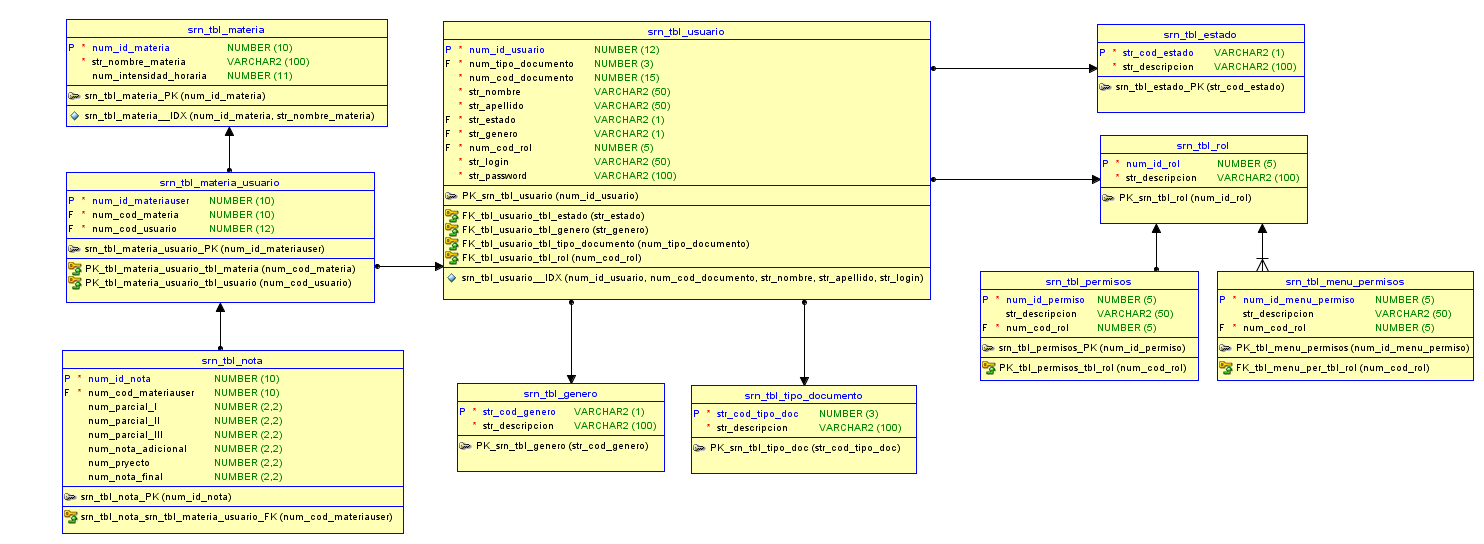 srn_tbl_materia
P * num_id_materia NUMBER (10)
* str_nombre_materia VARCHAR2 (100)
num_intensidad_horaria NUMBER (11)
srn_tbl_materia_PK (num_id_materia)
srn_tbl_materia__IDX (num_id_materia, str_nombre_materia)
srn_tbl_materia_usuario
P * num_id_materiauser NUMBER (10)
F * num_cod_materia NUMBER (10)
F * num_cod_usuario NUMBER (12)
srn_tbl_materia_usuario_PK (num_id_materiauser)
PK_tbl_materia_usuario_tbl_materia (num_cod_materia)
PK_tbl_materia_usuario_tbl_usuario (num_cod_usuario)
srn_tbl_nota
P * num_id_nota NUMBER (10)
F * num_cod_materiauser NUMBER (10)
num_parcial_I NUMBER (2,2)
num_parcial_II NUMBER (2,2)
num_parcial_III NUMBER (2,2)
num_nota_adicional NUMBER (2,2)
num_pryecto NUMBER (2,2)
num_nota_final NUMBER (2,2)
srn_tbl_nota_PK (num_id_nota)
srn_tbl_nota_srn_tbl_materia_usuario_FK (num_cod_materiauser)
srn_tbl_usuario
P * num_id_usuario NUMBER (12)
F * num_tipo_documento NUMBER (3)
* num_cod_documento NUMBER (15)
* str_nombre VARCHAR2 (50)
* str_apellido VARCHAR2 (50)
F * str_estado VARCHAR2 (1)
F * str_genero VARCHAR2 (1)
F * num_cod_rol NUMBER (5)
* str_login VARCHAR2 (50)
* str_password VARCHAR2 (100)
PK_srn_tbl_usuario (num_id_usuario)
FK_tbl_usuario_tbl_estado (str_estado)
FK_tbl_usuario_tbl_genero (str_genero)
FK_tbl_usuario_tbl_tipo_documento (num_tipo_documento)
FK_tbl_usuario_tbl_rol (num_cod_rol)
srn_tbl_usuario__IDX (num_id_usuario, num_cod_documento, str_nombre, str_apellido, str_login)
srn_tbl_genero
P * str_cod_genero VARCHAR2 (1)
* str_descripcion VARCHAR2 (100)
PK_srn_tbl_genero (str_cod_genero)
srn_tbl_tipo_documento
P * str_cod_tipo_doc NUMBER (3)
* str_descripcion VARCHAR2 (100)
PK_srn_tbl_tipo_doc (str_cod_tipo_doc)
srn_tbl_estado
P * str_cod_estado VARCHAR2 (1)
* str_descripcion VARCHAR2 (100)
srn_tbl_estado_PK (str_cod_estado)
srn_tbl_rol
P * num_id_rol NUMBER (5)
* str_descripcion VARCHAR2 (100)
PK_srn_tbl_rol (num_id_rol)
srn_tbl_permisos
P * num_id_permiso NUMBER (5)
str_descripcion VARCHAR2 (50)
F * num_cod_rol NUMBER (5)
srn_tbl_permisos_PK (num_id_permiso)
PK_tbl_permisos_tbl_rol (num_cod_rol)
srn_tbl_menu_permisos
P * num_id_menu_permiso NUMBER (5)
str_descripcion VARCHAR2 (50)
F * num_cod_rol NUMBER (5)
PK_tbl_menu_permisos (num_id_menu_permiso)
FK_tbl_menu_per_tbl_rol (num_cod_rol)